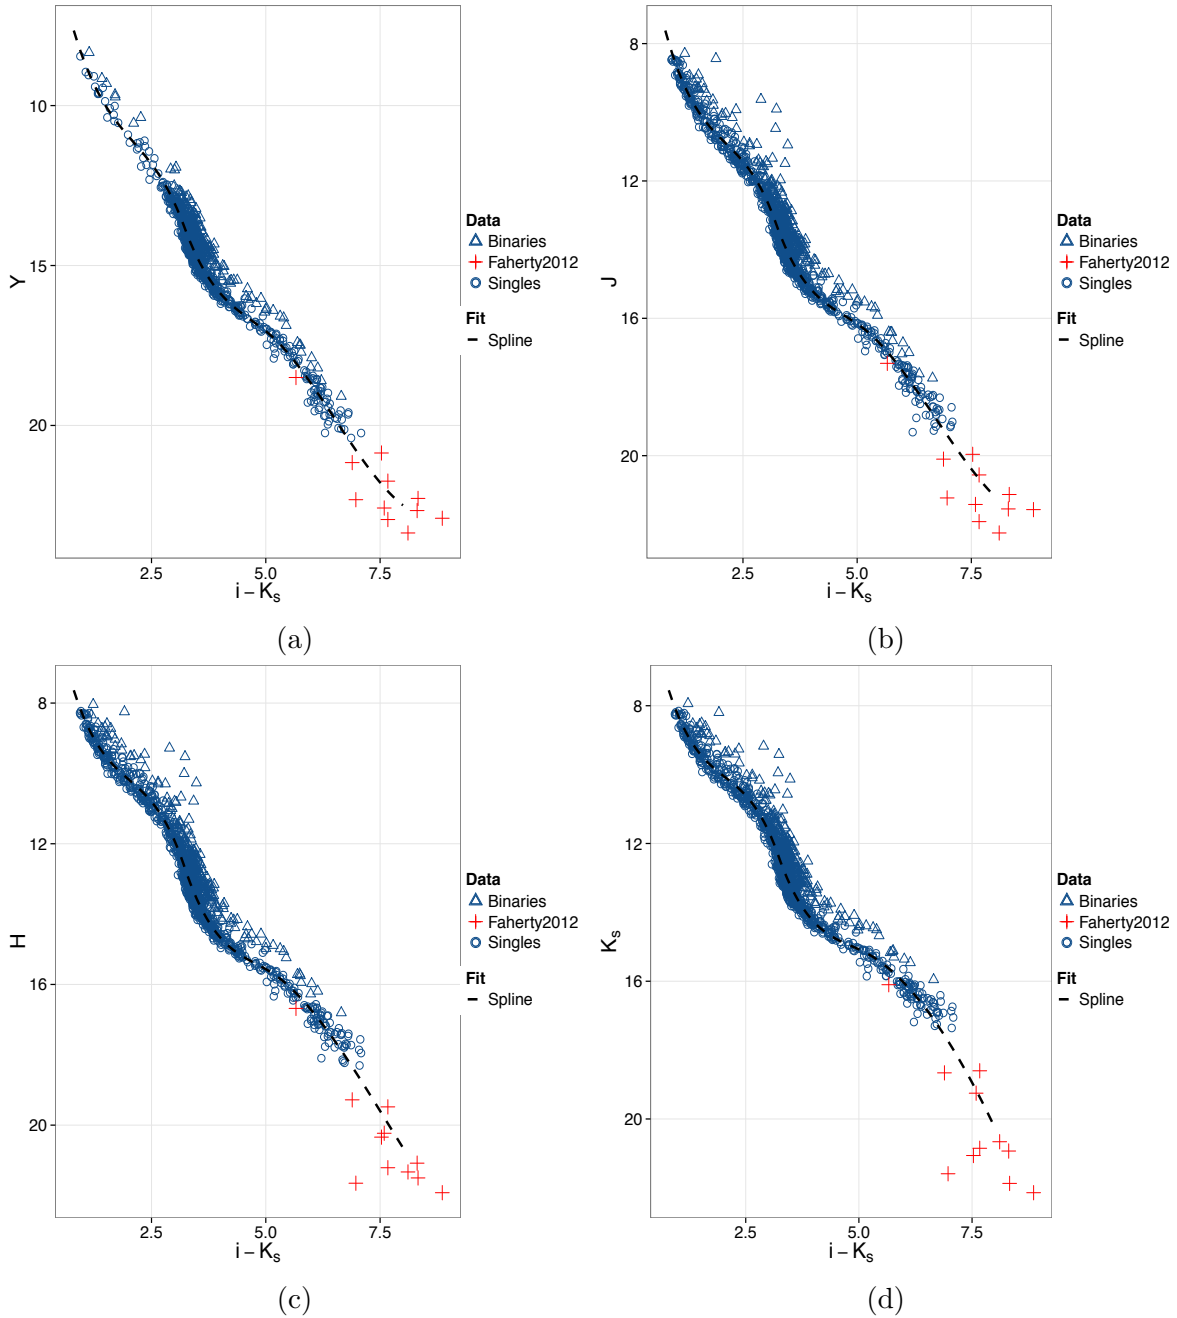 10
15
20
Y
2.5 5.0 7.5
i − Ks
Data
Binaries
Faherty2012
Singles
Fit
Spline
(a)
8
12
16
20
J
2.5 5.0 7.5
i − Ks
Data
Binaries
Faherty2012
Singles
Fit
Spline
(b)
8
12
16
20
H
2.5 5.0 7.5
i − Ks
Data
Binaries
Faherty2012
Singles
Fit
Spline
(c)
8
12
16
20
Ks
2.5 5.0 7.5
i − Ks
Data
Binaries
Faherty2012
Singles
Fit
Spline
(d)